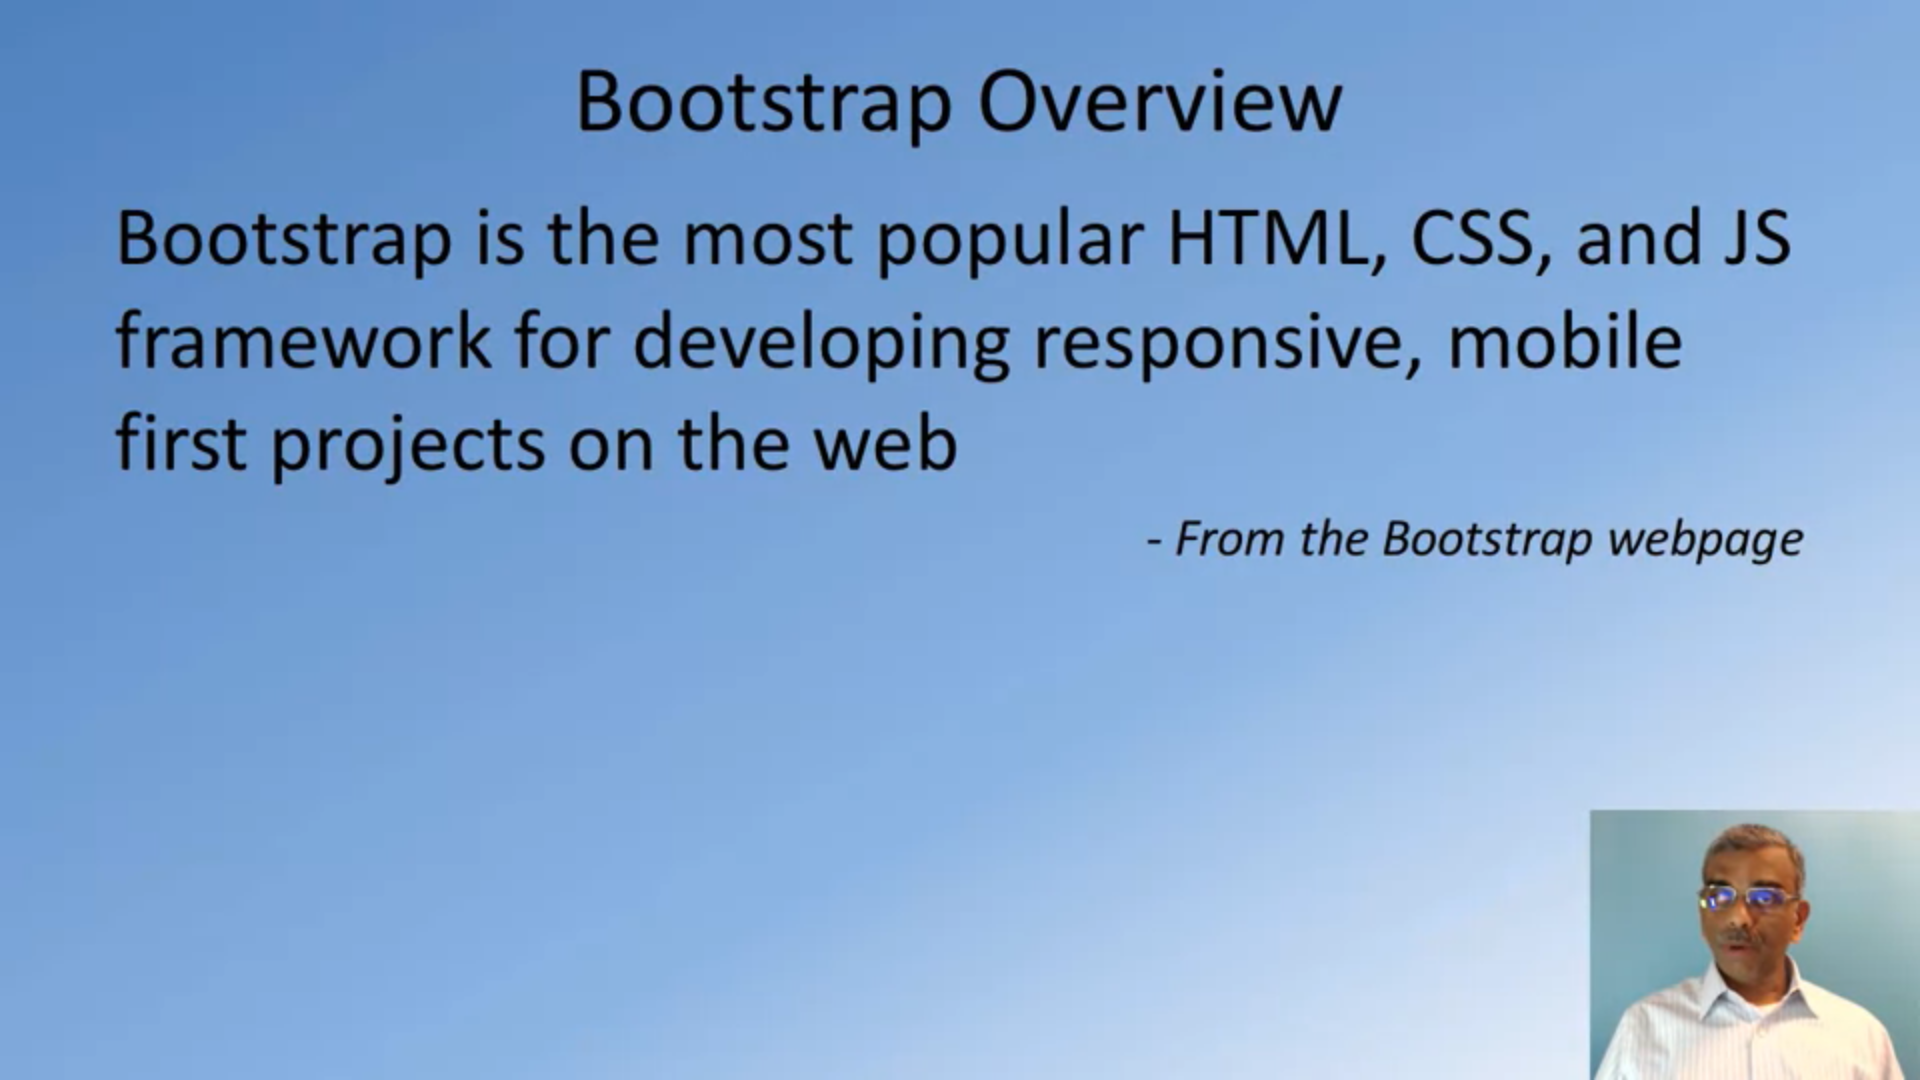 Bootstrap Overview
Bootstrap is the most popular HTML, CSS, and JS
framework for developing responsive, mobile
first projects on the web
- From the Bootstrap webpage